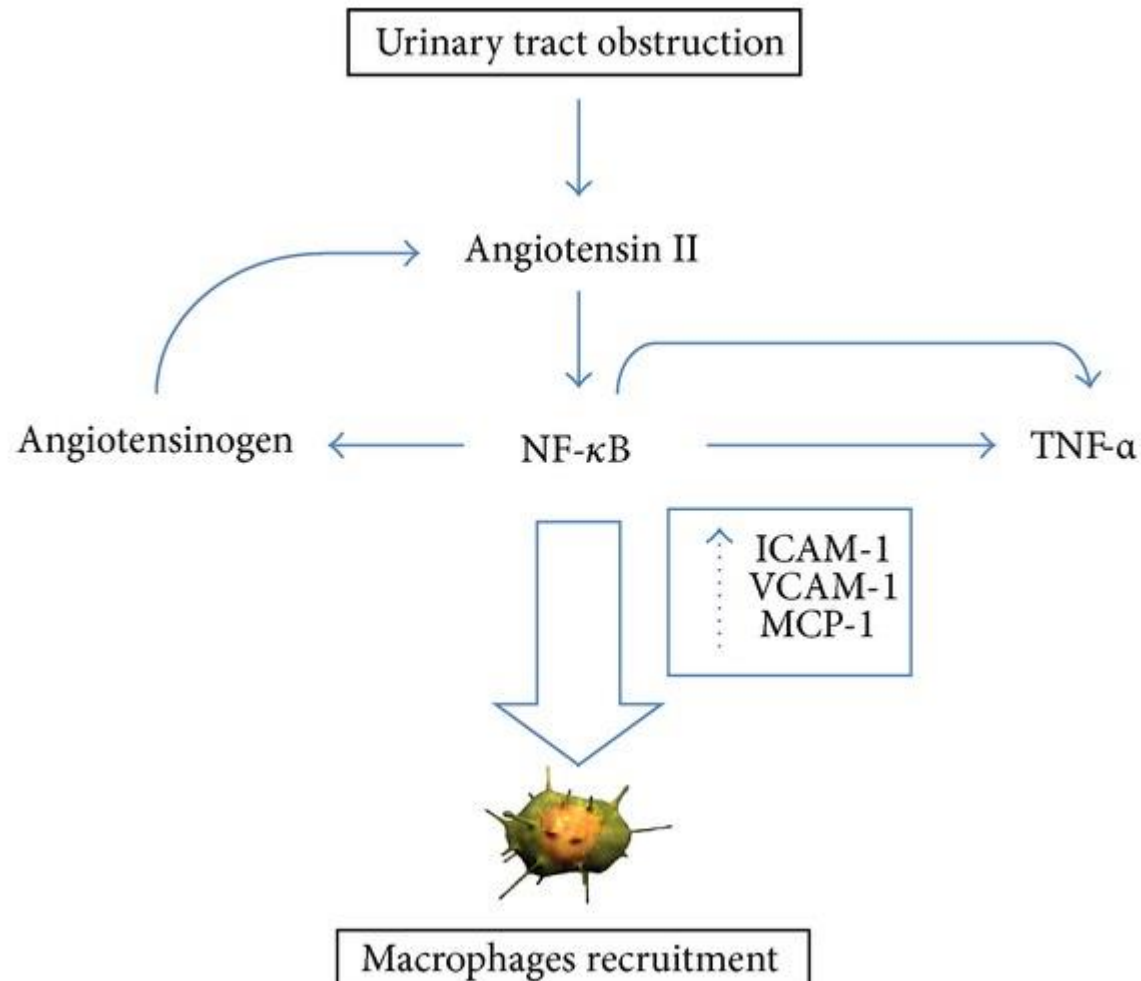 Urinary tract obstruction
Angiotensin II
Angiotensinogen
NF-κB
TNF-α
ICAM-1
VCAM-1
MCP-1
Macrophages recruitment